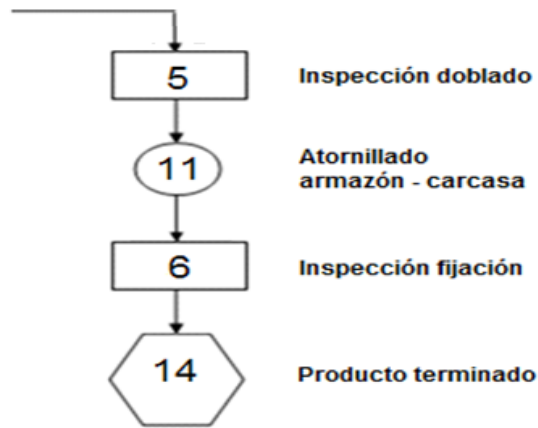 5
Inspección doblado
11
Atornillado
armazón - carcasa
6
Inspección fijación
14
Producto terminado